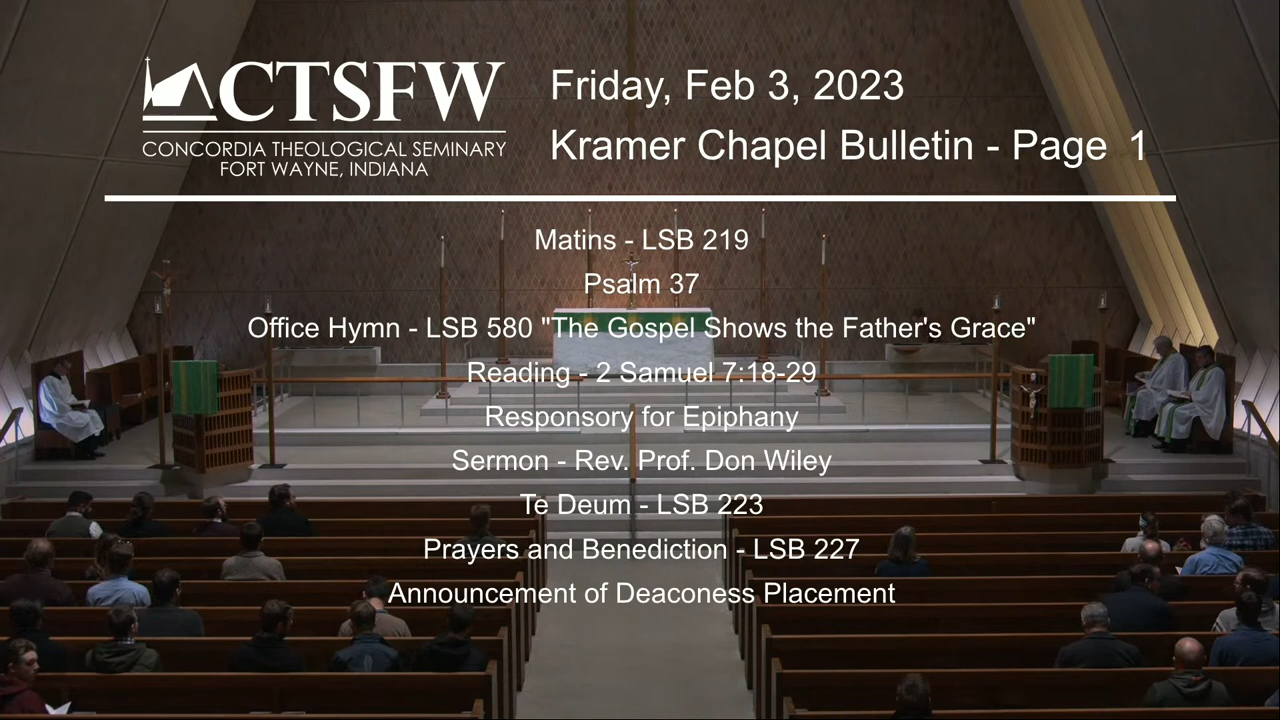 CTSFW
CONCORDIA THEOLOGICAL SEMINARY
FORT WAYNE, INDIANA
Friday, Feb 3, 2023
Kramer Chapel Bulletin - Page 1
Matins - LSB 219
Psalm 37
Office Hymn - LSB 580 "The Gospel Shows the Father's Grace"
Reading - 2 Samuel 7:18-29
Responsory for Epiphany
Sermon - Rev. Prof. Don Wiley
Te Deum - LSB 223
Prayers and Benediction - LSB 227
Announcement of Deaconess Placement